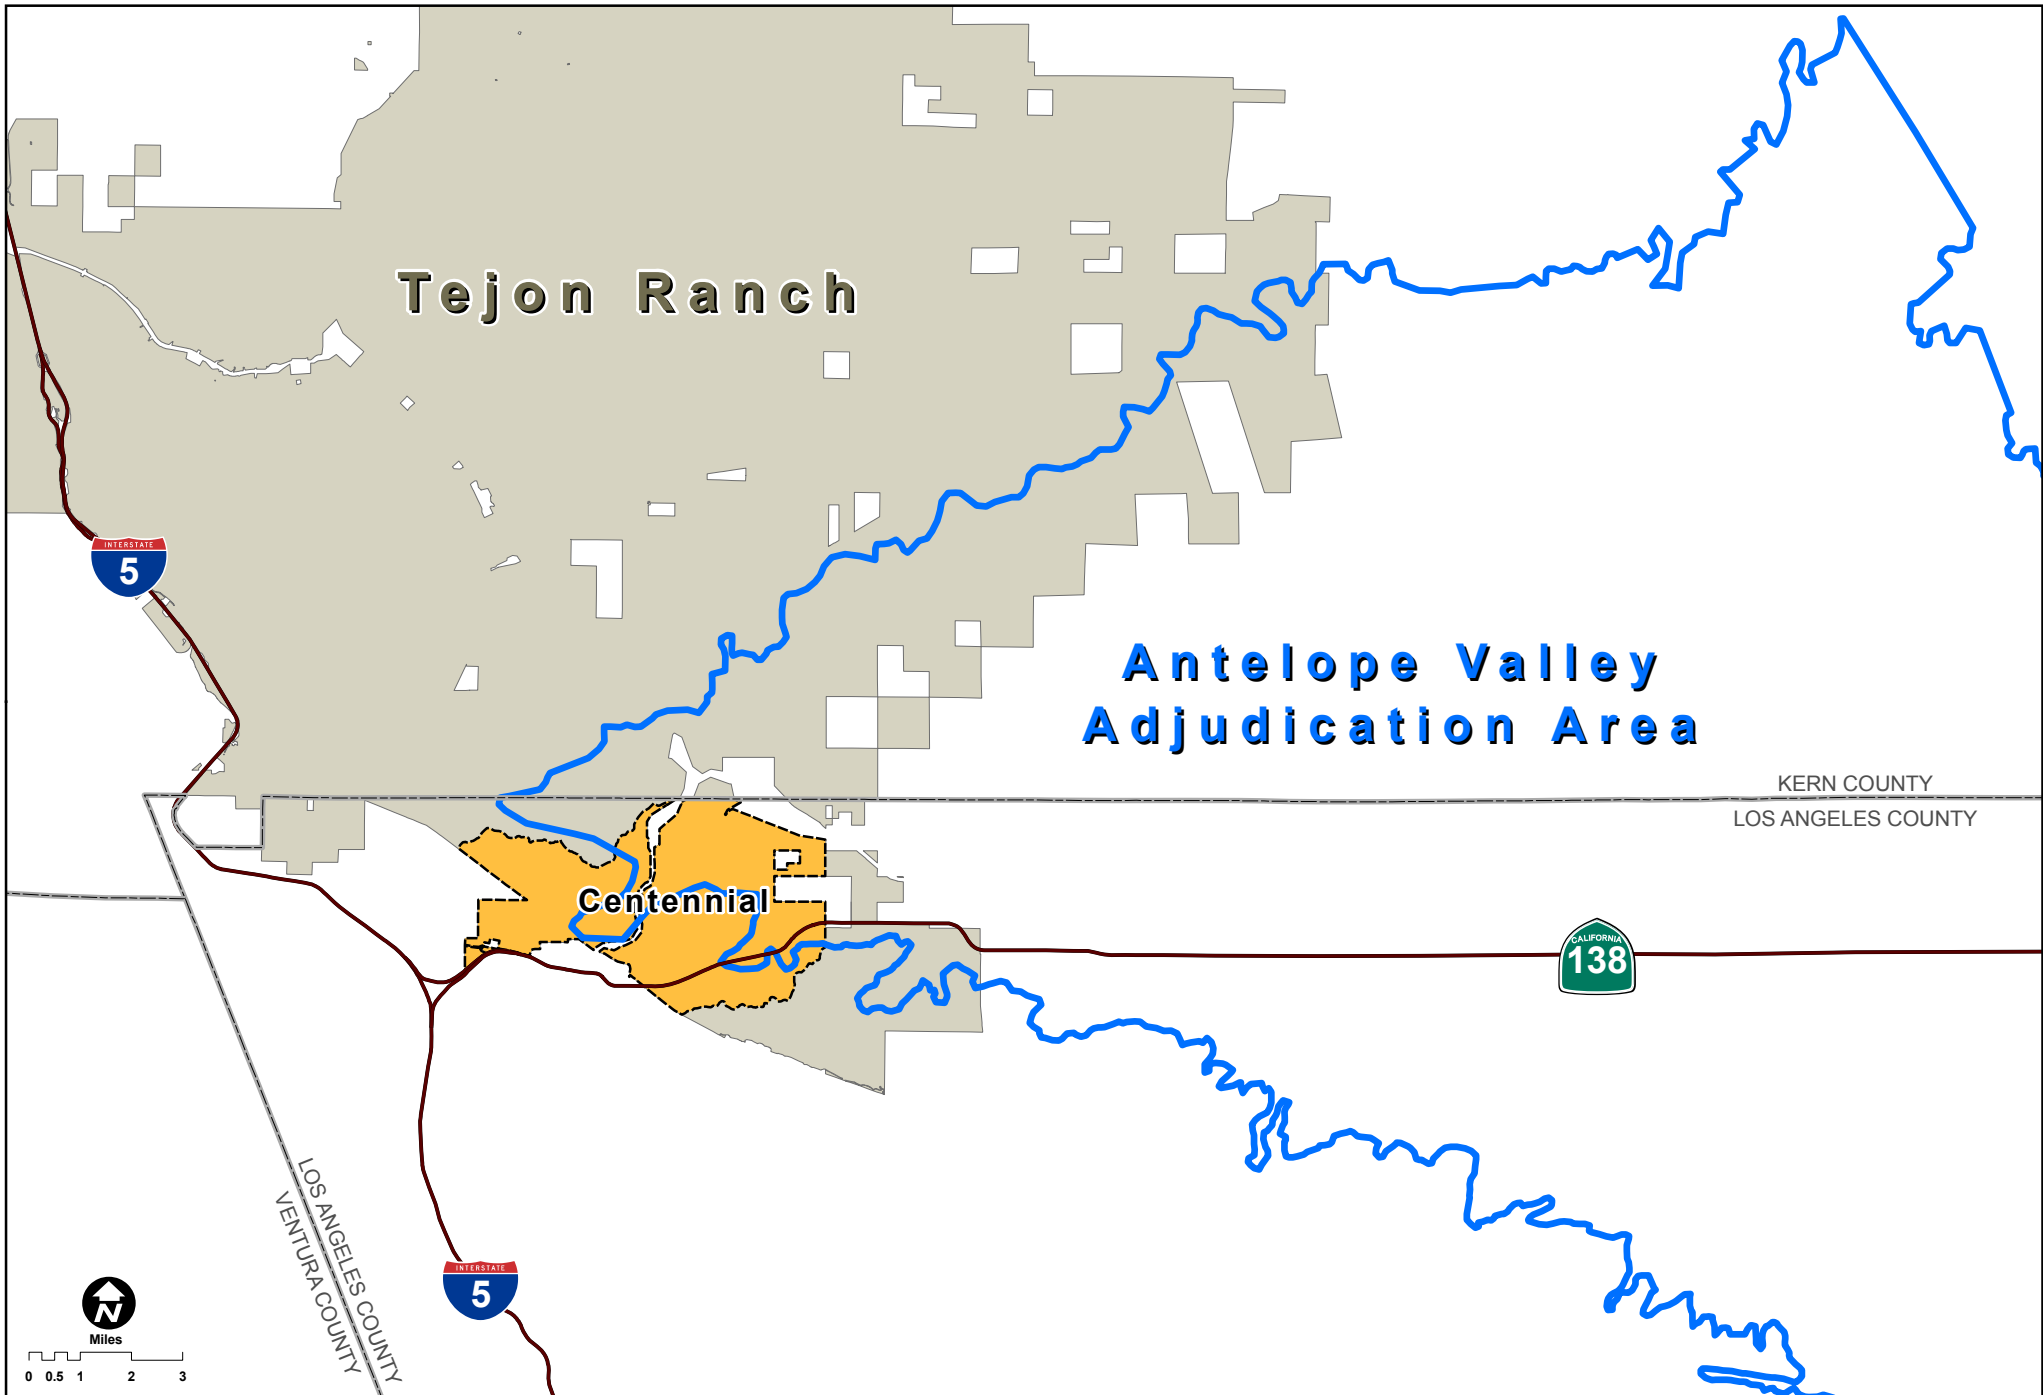 Tejon Ranch
INTERSTATE
5
Antelope Valley
Adjudication Area
KERN COUNTY
LOS ANGELES COUNTY
Centennial
CALIFORNIA
138
LOS ANGELES COUNTY
VENTURA COUNTY
INTERSTATE
5
N
Miles
0 0.5 1 2 3